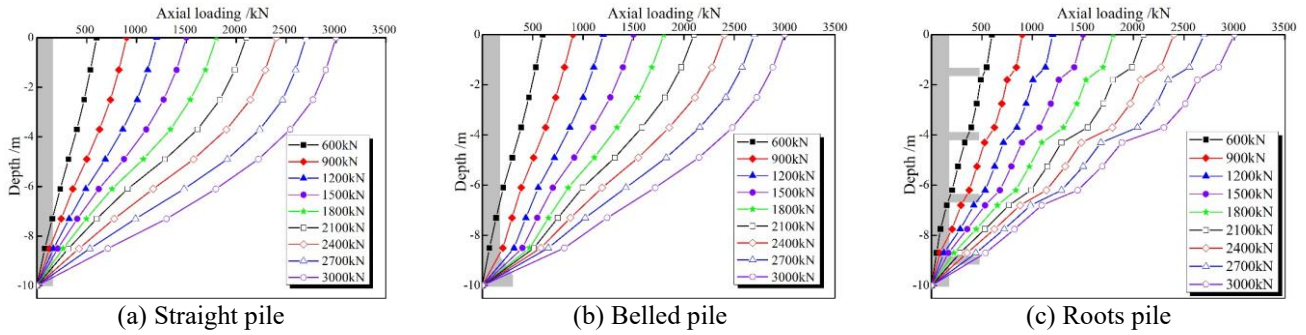 Axial loading /kN
500 1000 1500 2000 2500 3000 3500
0
-2
-4
-6
-8
-10
Depth /m
600kN
900kN
1200kN
1500kN
1800kN
2100kN
2400kN
2700kN
3000kN
(a) Straight pile
Axial loading /kN
500 1000 1500 2000 2500 3000 3500
0
-2
-4
-6
-8
-10
Depth /m
600kN
900kN
1200kN
1500kN
1800kN
2100kN
2400kN
2700kN
3000kN
(b) Belled pile
Axial loading /kN
500 1000 1500 2000 2500 3000 3500
0
-2
-4
-6
-8
-10
Depth /m
600kN
900kN
1200kN
1500kN
1800kN
2100kN
2400kN
2700kN
3000kN
(c) Roots pile